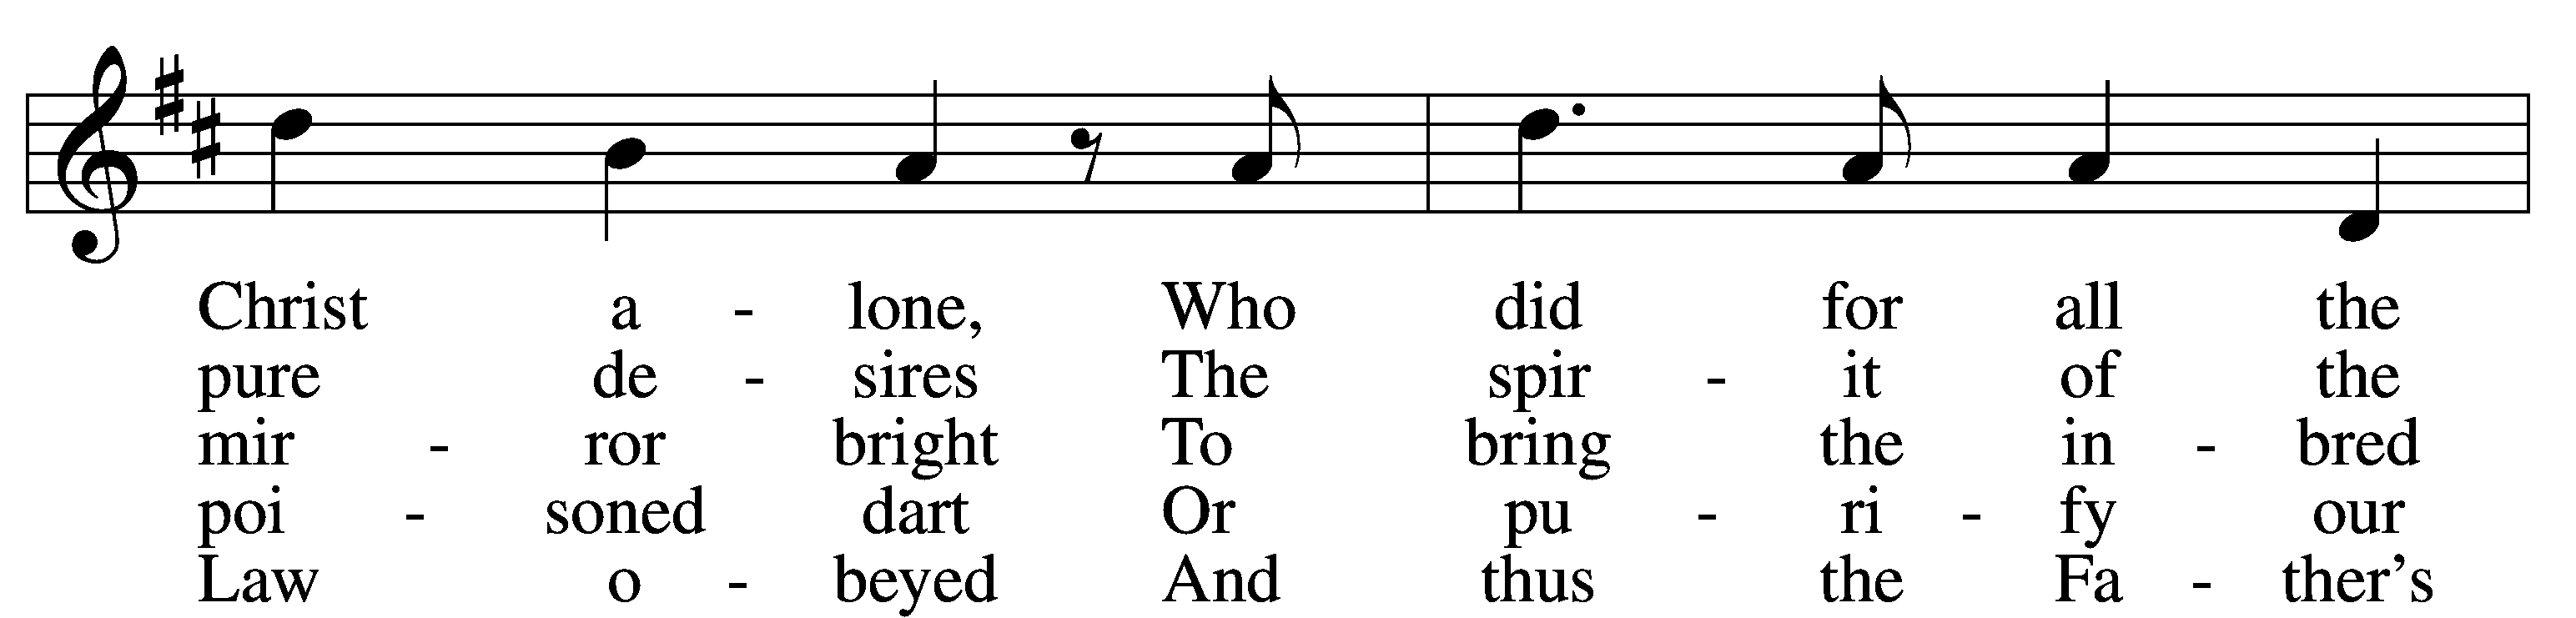 Christ a - lone, Who did for all the
pure de - sires The spir - it of the
mir - ror bright To bring the in - bred
poi - soned dart Or pu - ri - fy our
Law o - beyed And thus the Fa - ther’s